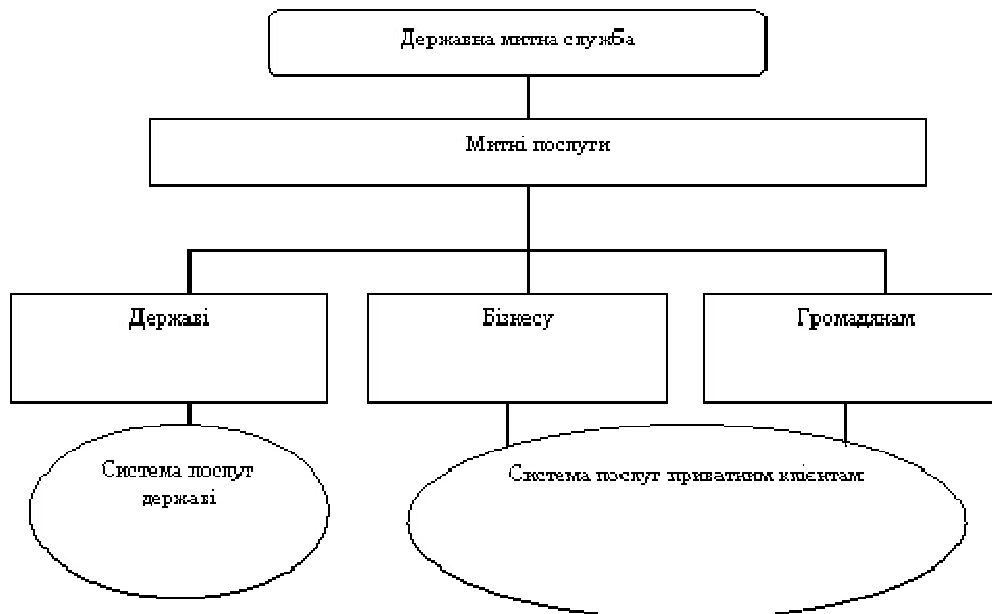 Державна митна служба
Митні послуги
Державі
Бізнесу
Громадянам
Система послуг
державі
Система послуг приватним клієнтам